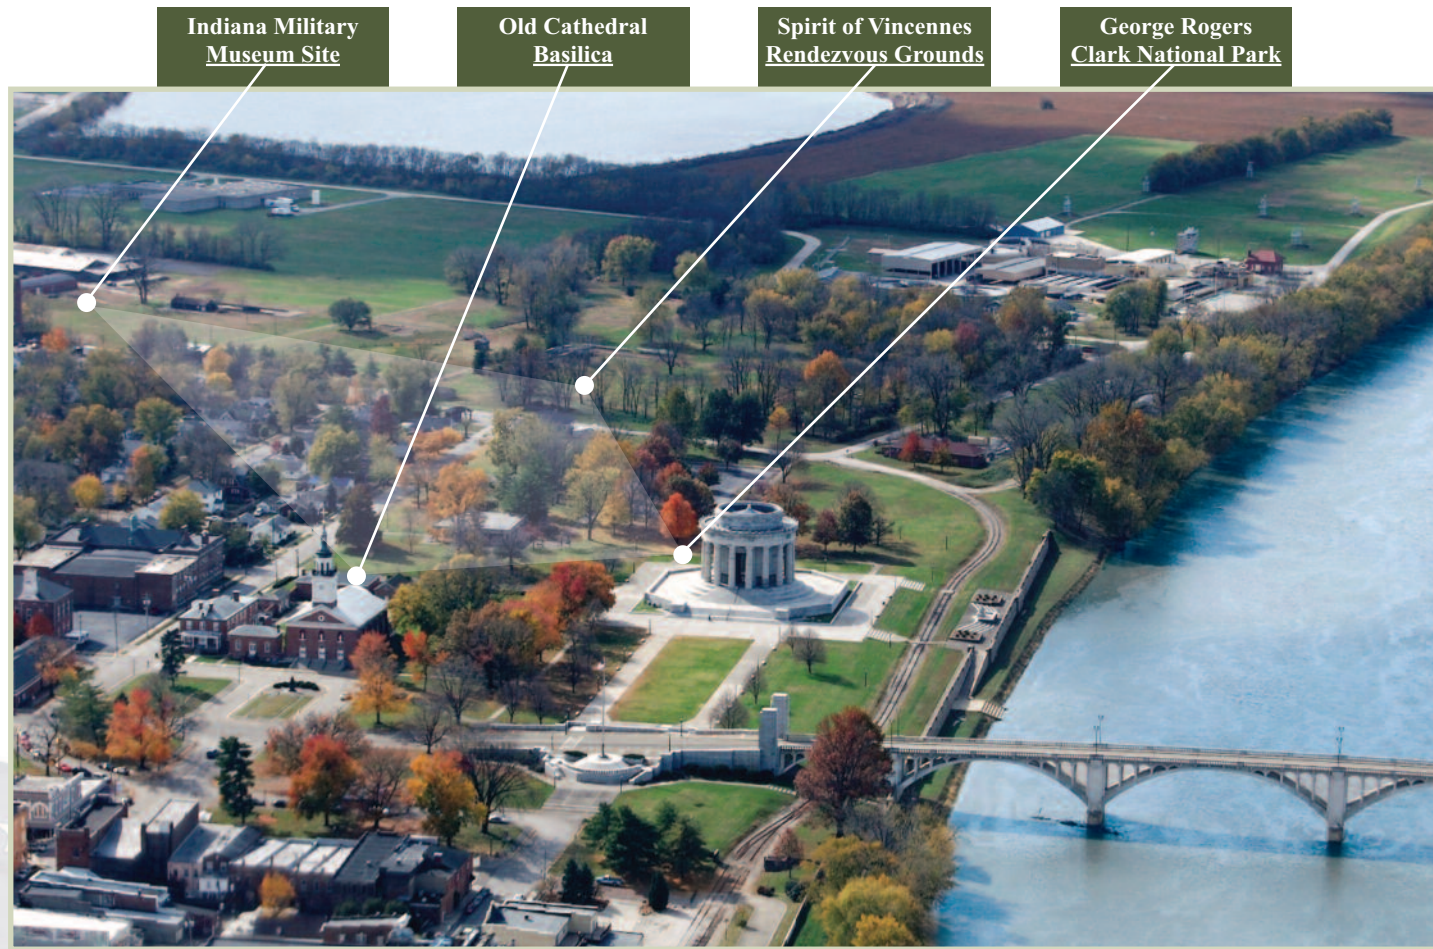 Indiana Military
Museum Site
Old Cathedral
Basilica
Spirit of Vincennes
Rendezvous Grounds
George Rogers
Clark National Park